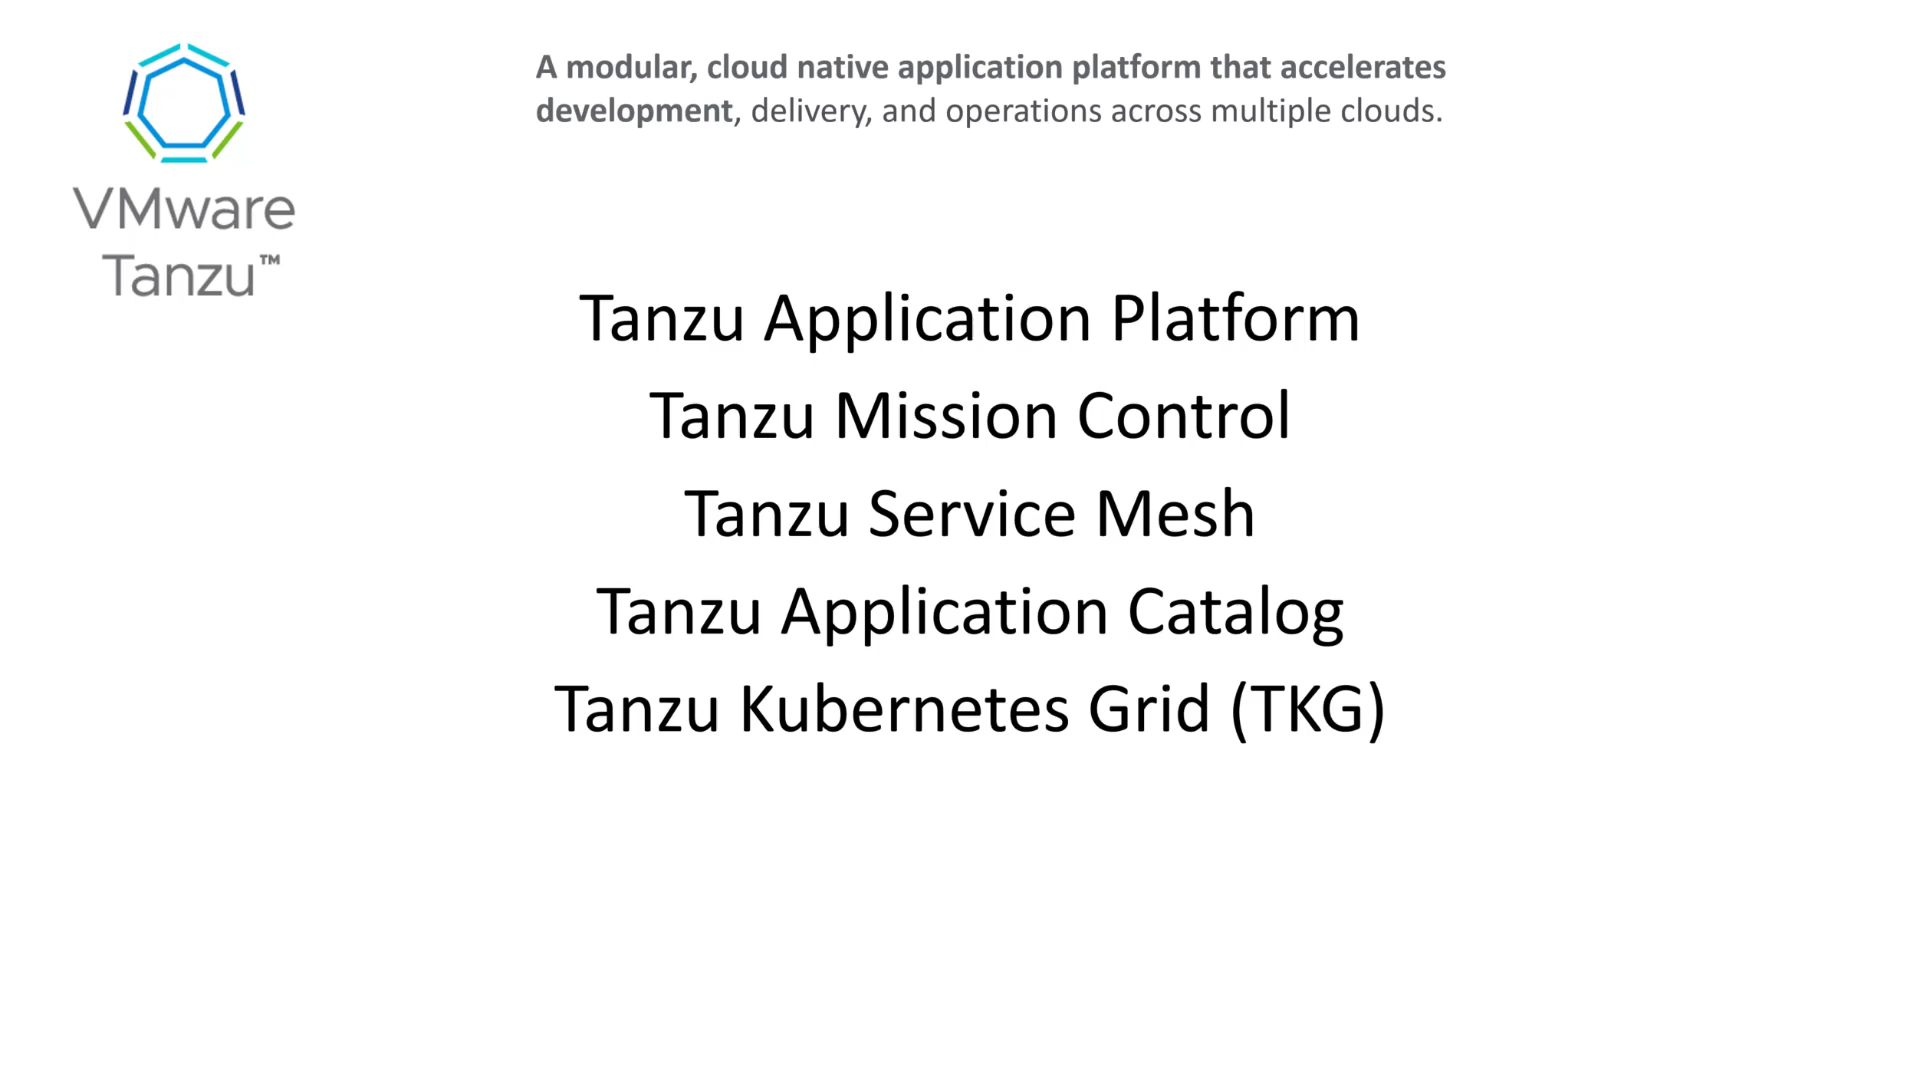 VMware
Tanzu™
A modular, cloud native application platform that accelerates
development, delivery, and operations across multiple clouds.
Tanzu Application Platform
Tanzu Mission Control
Tanzu Service Mesh
Tanzu Application Catalog
Tanzu Kubernetes Grid (TKG)